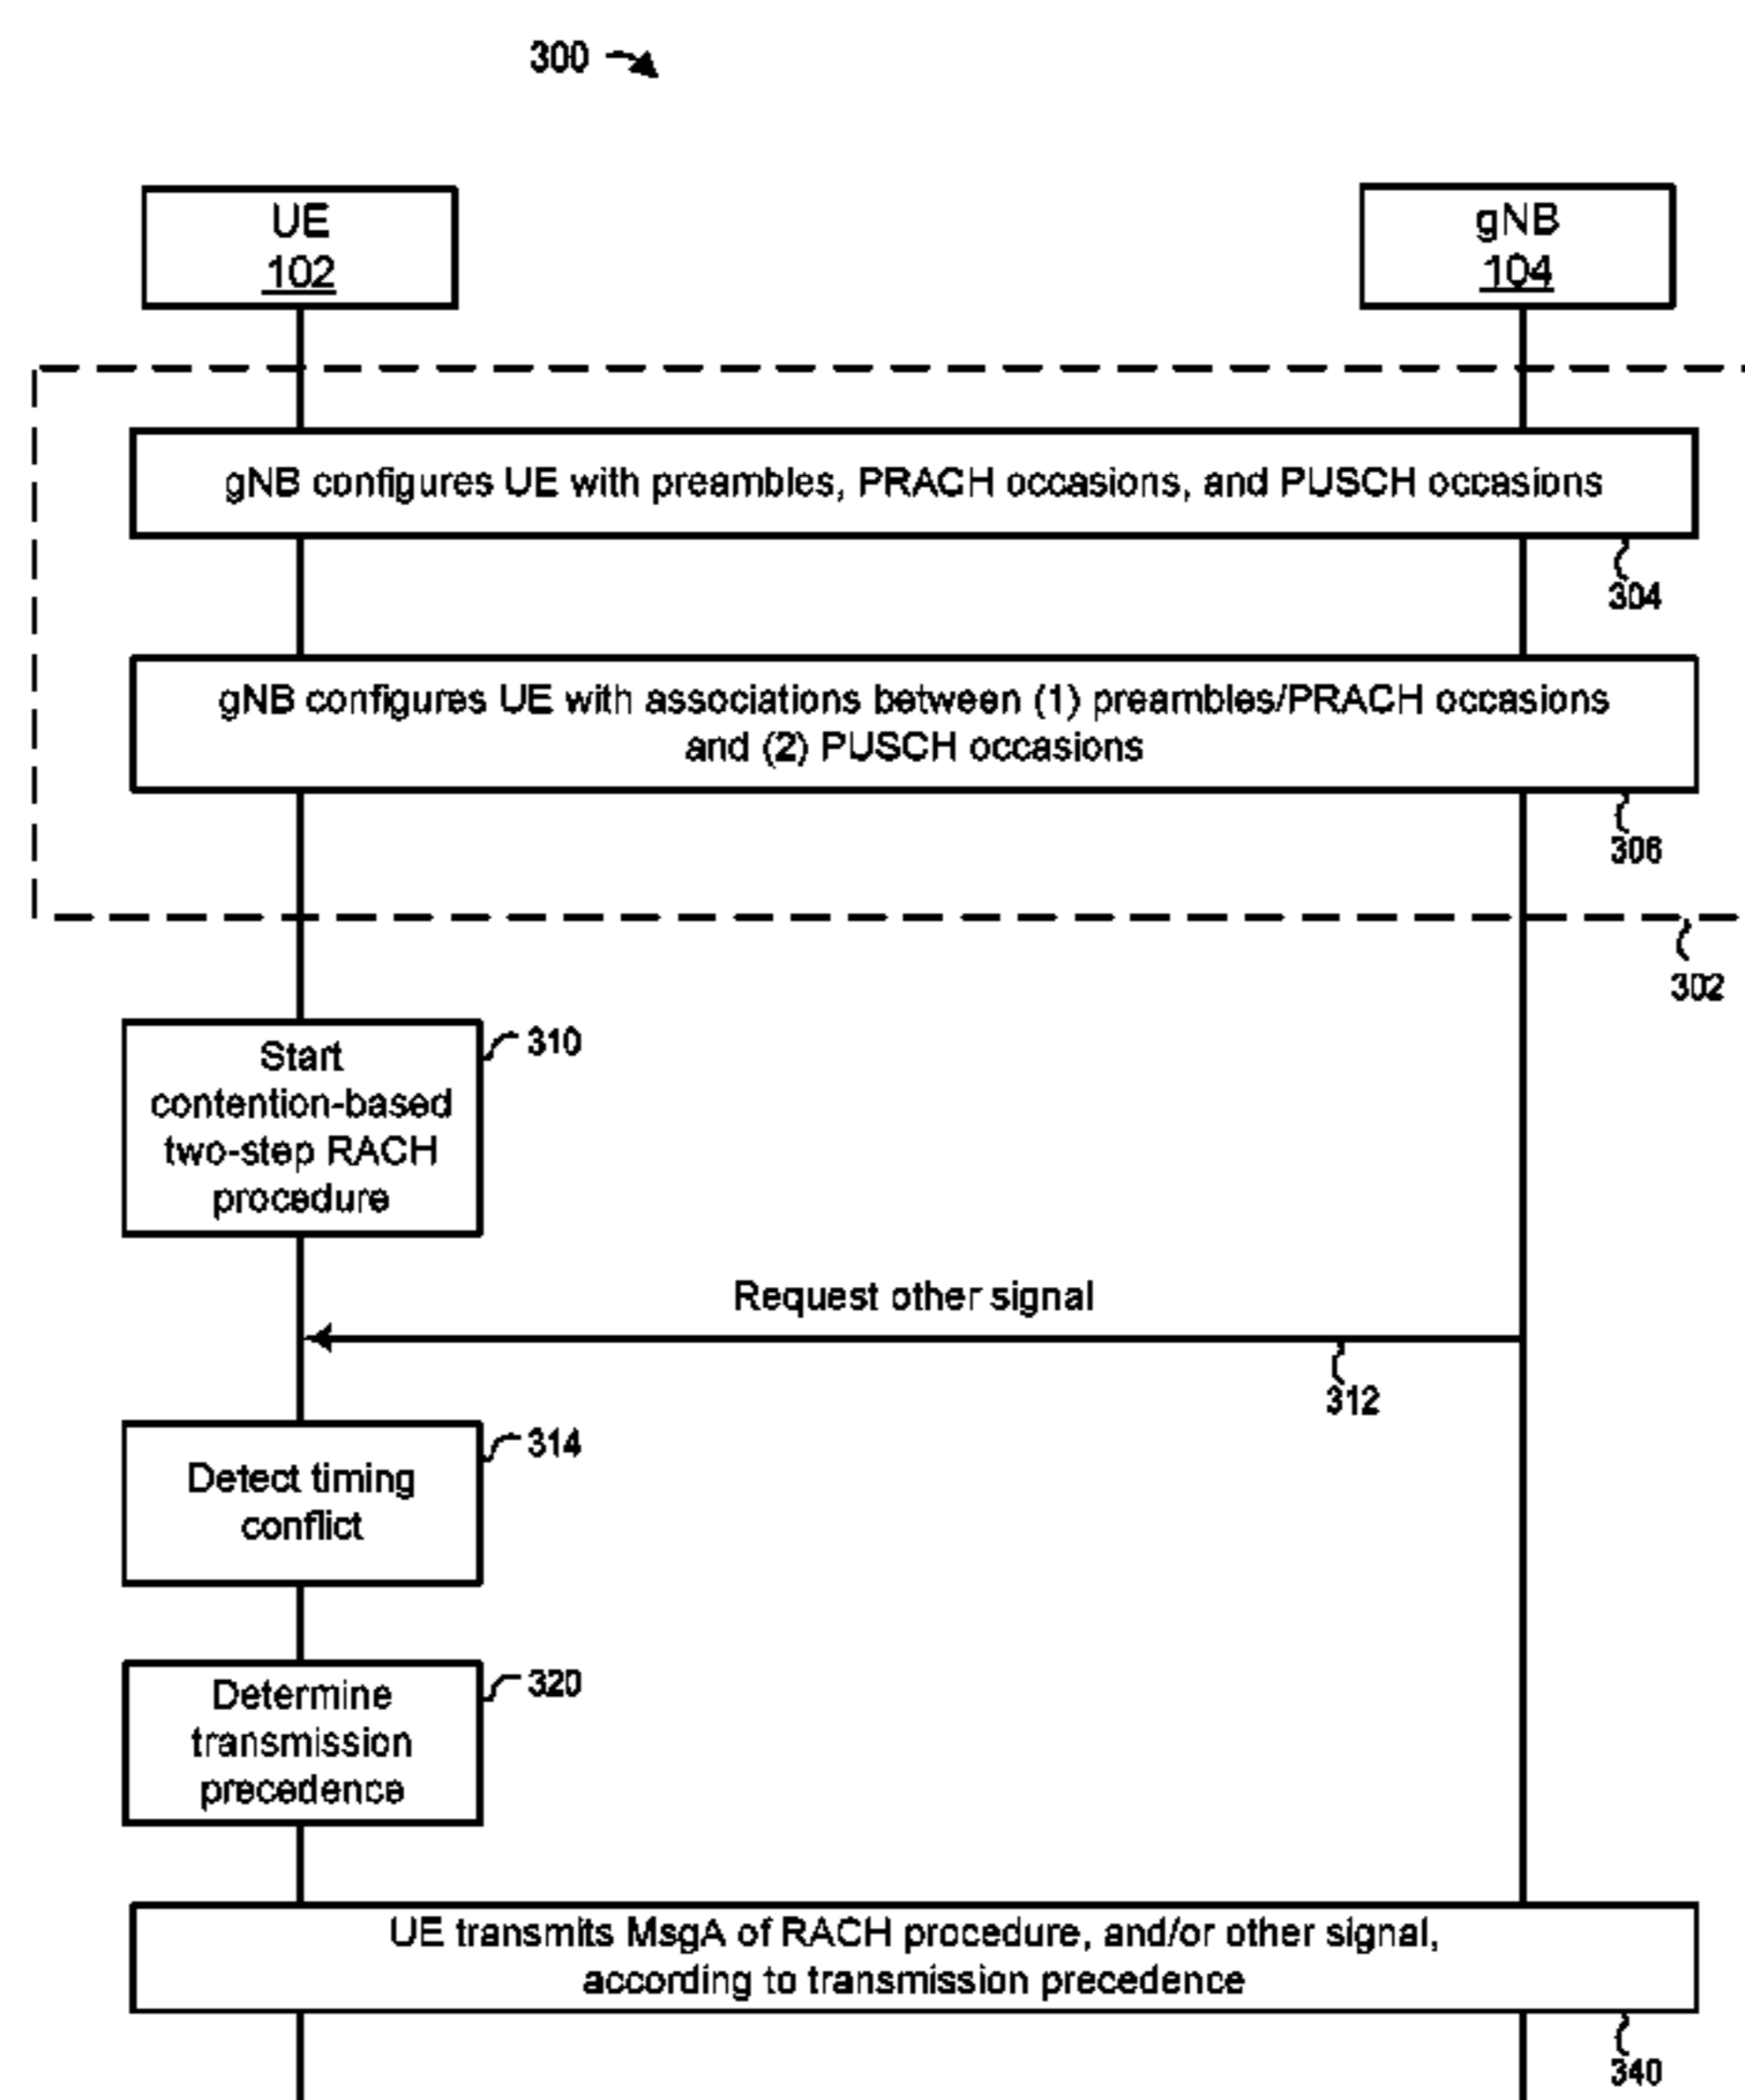 300
UE
102
gNB
104
gNB configures UE with preambles, PRACH occasions, and PUSCH occasions
304
gNB configures UE with associations between (1) preambles/PRACH occasions
and (2) PUSCH occasions
306
302
Start
contention-based
two-step RACH
procedure
310
Request other signal
312
Detect timing
conflict
314
Determine
transmission
precedence
320
UE transmits MsgA of RACH procedure, and/or other signal,
according to transmission precedence
340